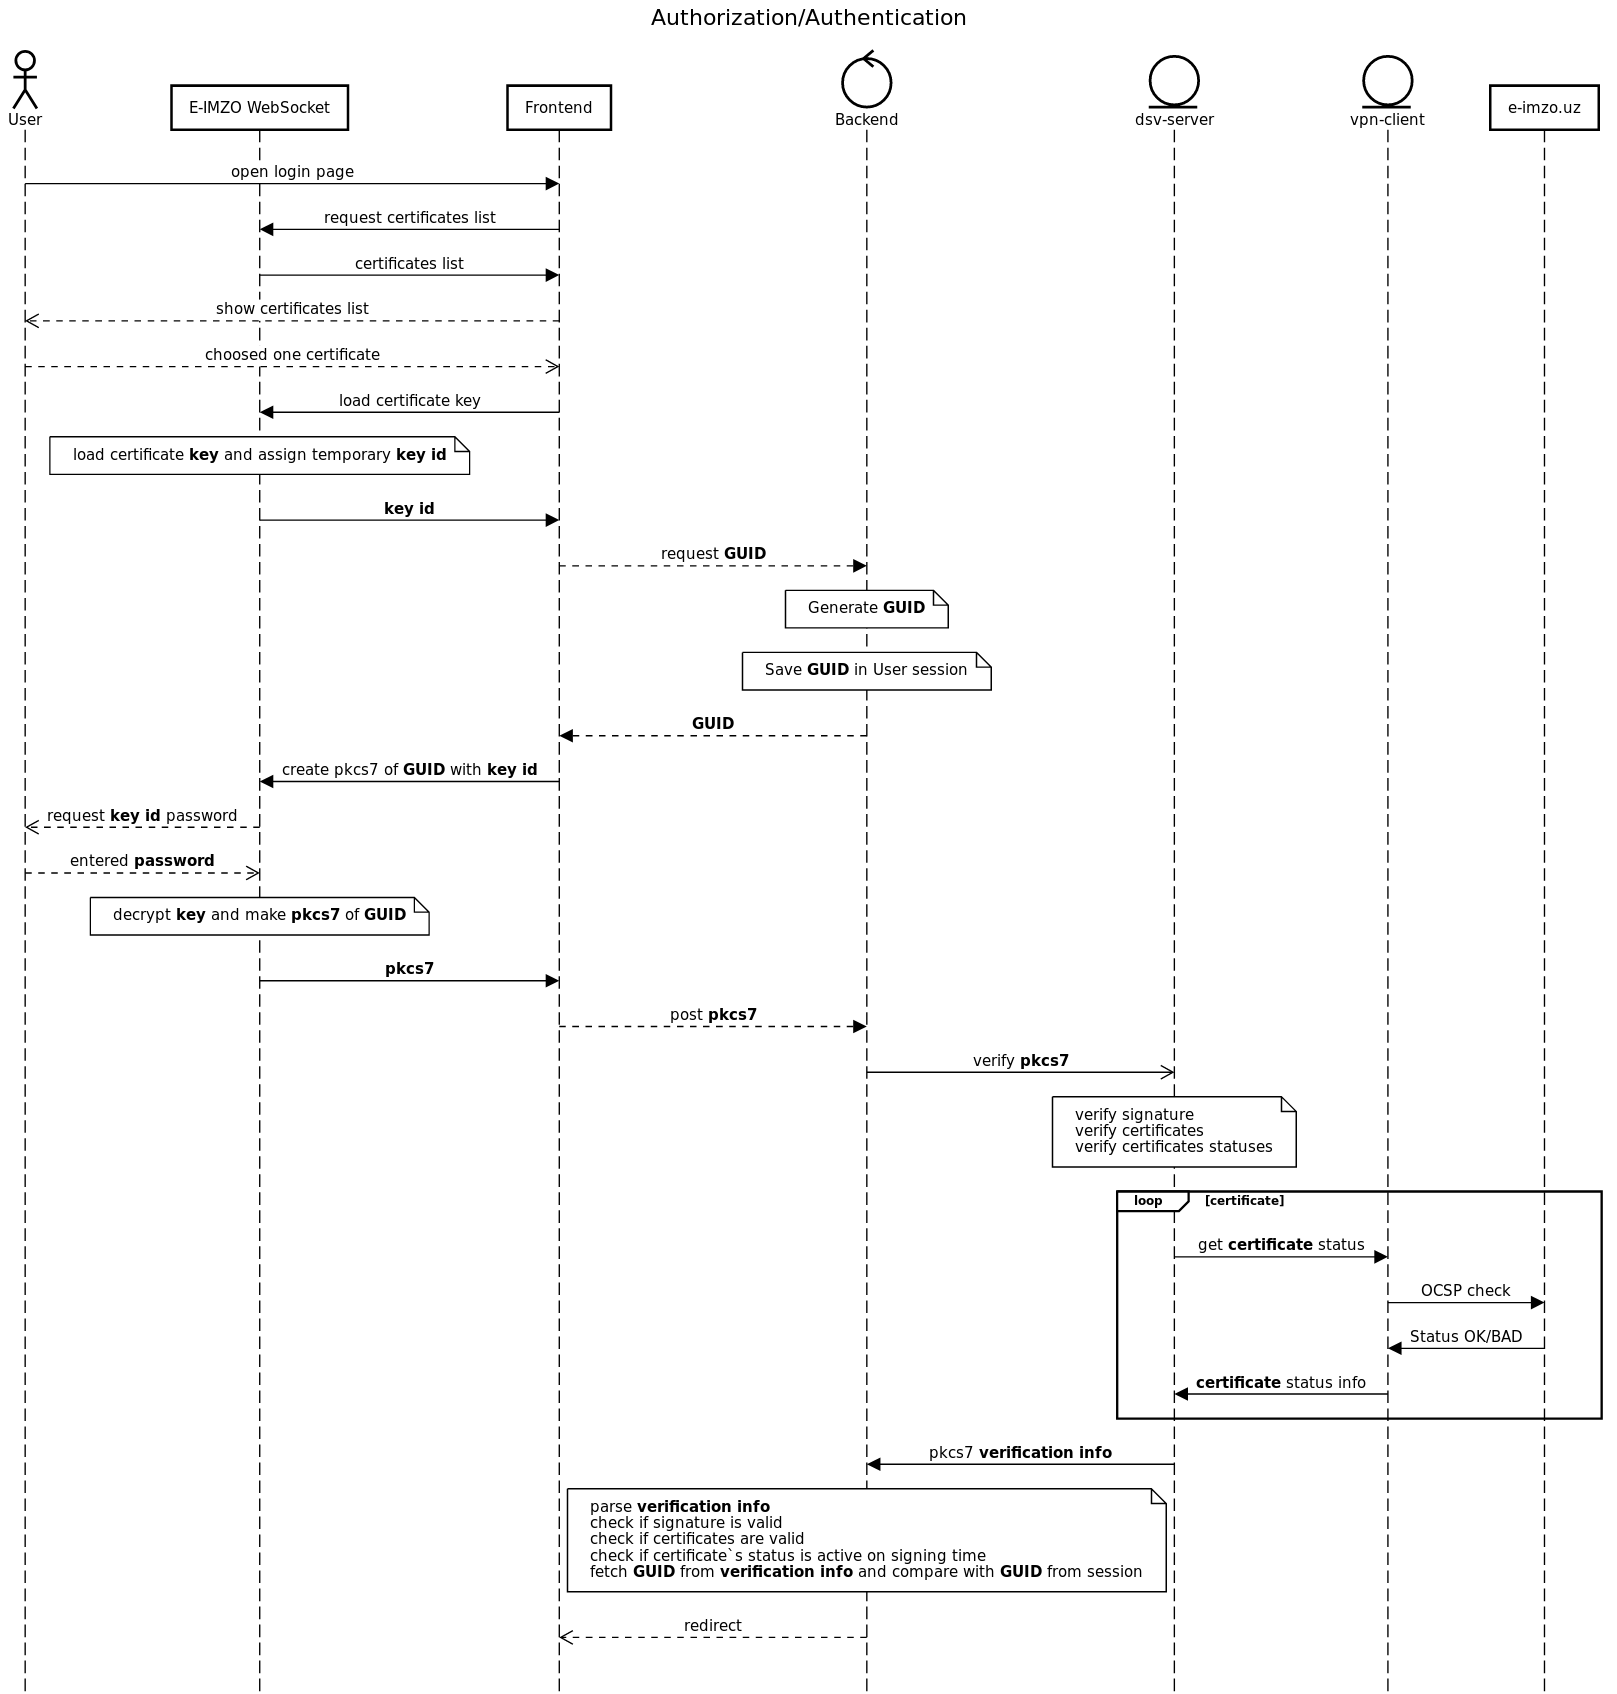 Authorization/Authentication
User
E-IMZO WebSocket
Frontend
Backend
dsv-server
vpn-client
e-imzo.uz
open login page
request certificates list
certificates list
show certificates list
choosed one certificate
load certificate key
load certificate key and assign temporary key id
key id
request GUID
Generate GUID
Save GUID in User session
GUID
create pkcs7 of GUID with key id
request key id password
entered password
decrypt key and make pkcs7 of GUID
pkcs7
post pkcs7
verify pkcs7
verify signature
verify certificates
verify certificates statuses
loop [certificate]
get certificate status
OCSP check
Status OK/BAD
certificate status info
pkcs7 verification info
parse verification info
check if signature is valid
check if certificates are valid
check if certificate`s status is active on signing time
fetch GUID from verification info and compare with GUID from session
redirect